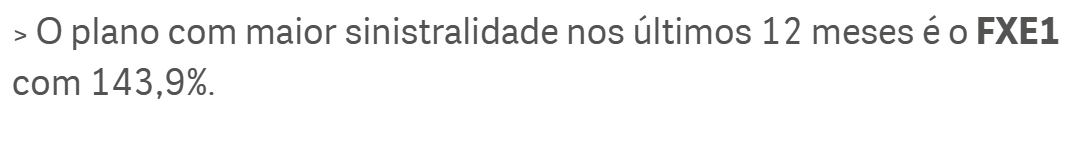 > O plano com maior sinistralidade nos últimos 12 meses é o FXE1
com 143,9%.